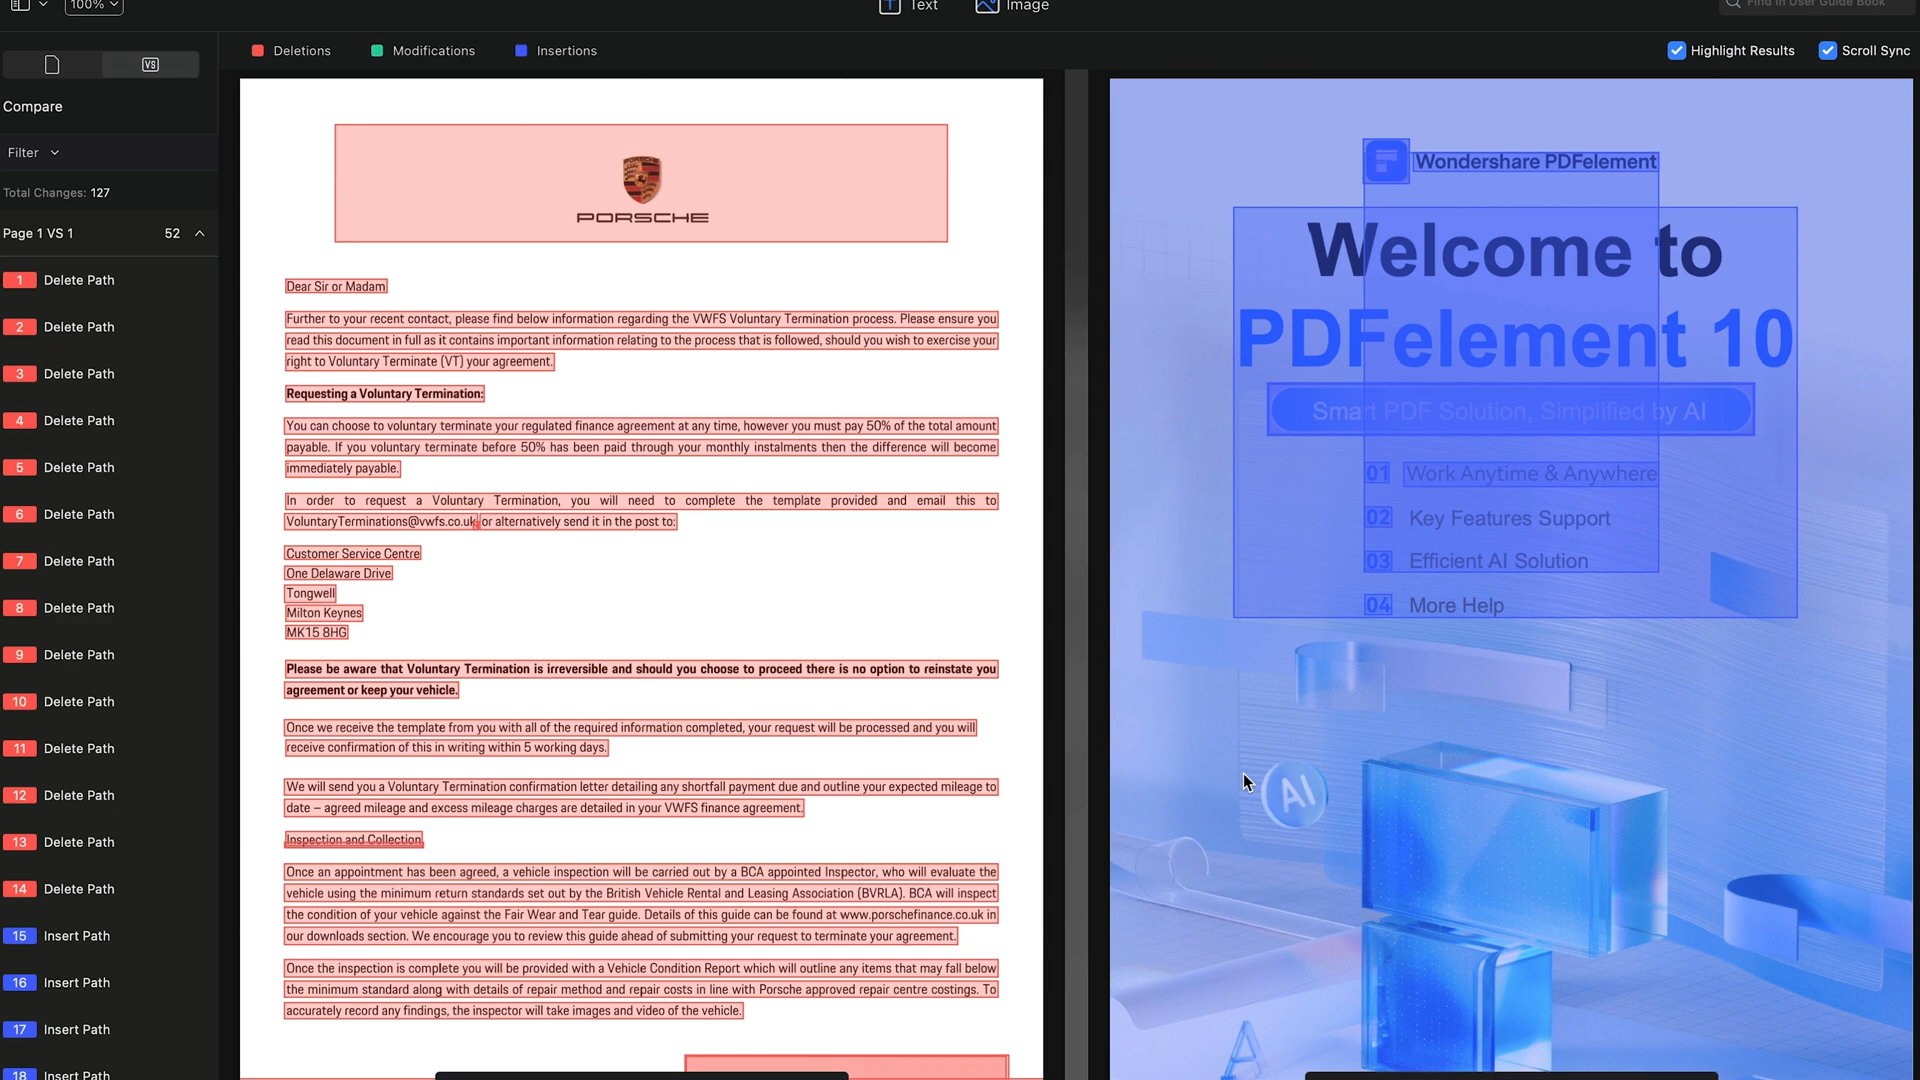 100%
Text
Image
Find in User Guide Book
VS
Deletions
Modifications
Insertions
Highlight Results
Scroll Sync
Compare
Filter
Total Changes: 127
Page 1 VS 1 52
1 Delete Path
2 Delete Path
3 Delete Path
4 Delete Path
5 Delete Path
6 Delete Path
7 Delete Path
8 Delete Path
9 Delete Path
10 Delete Path
11 Delete Path
12 Delete Path
13 Delete Path
14 Delete Path
15 Insert Path
16 Insert Path
17 Insert Path
18 Insert Path
PORSCHE
Dear Sir or Madam
Further to your recent contact, please find below information regarding the VWFS Voluntary Termination process. Please ensure you
read this document in full as it contains important information relating to the process that is followed, should you wish to exercise your
right to Voluntary Terminate (VT) your agreement.
Requesting a Voluntary Termination:
You can choose to voluntary terminate your regulated finance agreement at any time, however you must pay 50% of the total amount
payable. If you voluntary terminate before 50% has been paid through your monthly instalments then the difference will become
immediately payable.
In order to request a Voluntary Termination, you will need to complete the template provided and email this to
VoluntaryTerminations@vwfs.co.uk or alternatively send it in the post to:
Customer Service Centre
One Delaware Drive
Tongwell
Milton Keynes
MK15 8HG
Please be aware that Voluntary Termination is irreversible and should you choose to proceed there is no option to reinstate you
agreement or keep your vehicle.
Once we receive the template from you with all of the required information completed, your request will be processed and you will
receive confirmation of this in writing within 5 working days.
We will send you a Voluntary Termination confirmation letter detailing any shortfall payment due and outline your expected mileage to
date – agreed mileage and excess mileage charges are detailed in your VWFS finance agreement.
Inspection and Collection
Once an appointment has been agreed, a vehicle inspection will be carried out by a BCA appointed Inspector, who will evaluate the
vehicle using the minimum return standards set out by the British Vehicle Rental and Leasing Association (BVRLA). BCA will inspect
the condition of your vehicle against the Fair Wear and Tear guide. Details of this guide can be found at www.porschefinance.co.uk in
our downloads section. We encourage you to review this guide ahead of submitting your request to terminate your agreement.
Once the inspection is complete you will be provided with a Vehicle Condition Report which will outline any items that may fall below
the minimum standard along with details of repair method and repair costs in line with Porsche approved repair centre costings. To
accurately record any findings, the inspector will take images and video of the vehicle.
Wondershare PDFelement
Welcome to
PDFelement 10
Smart PDF Solution, Simplified by AI
01 Work Anytime & Anywhere
02 Key Features Support
03 Efficient AI Solution
04 More Help
AI
A